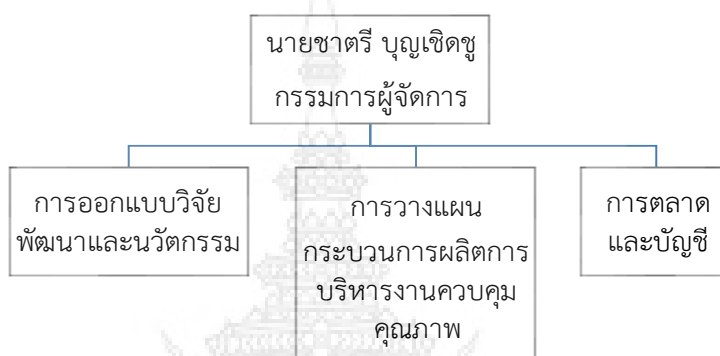 นายชาตรี บุญเชิดชู
กรรมการผู้จัดการ
การออกแบบวิจัย
พัฒนาและนวัตกรรม
การวางแผน
กระบวนการผลิตการ
บริหารงานควบคุม
คุณภาพ
การตลาด
และบัญชี